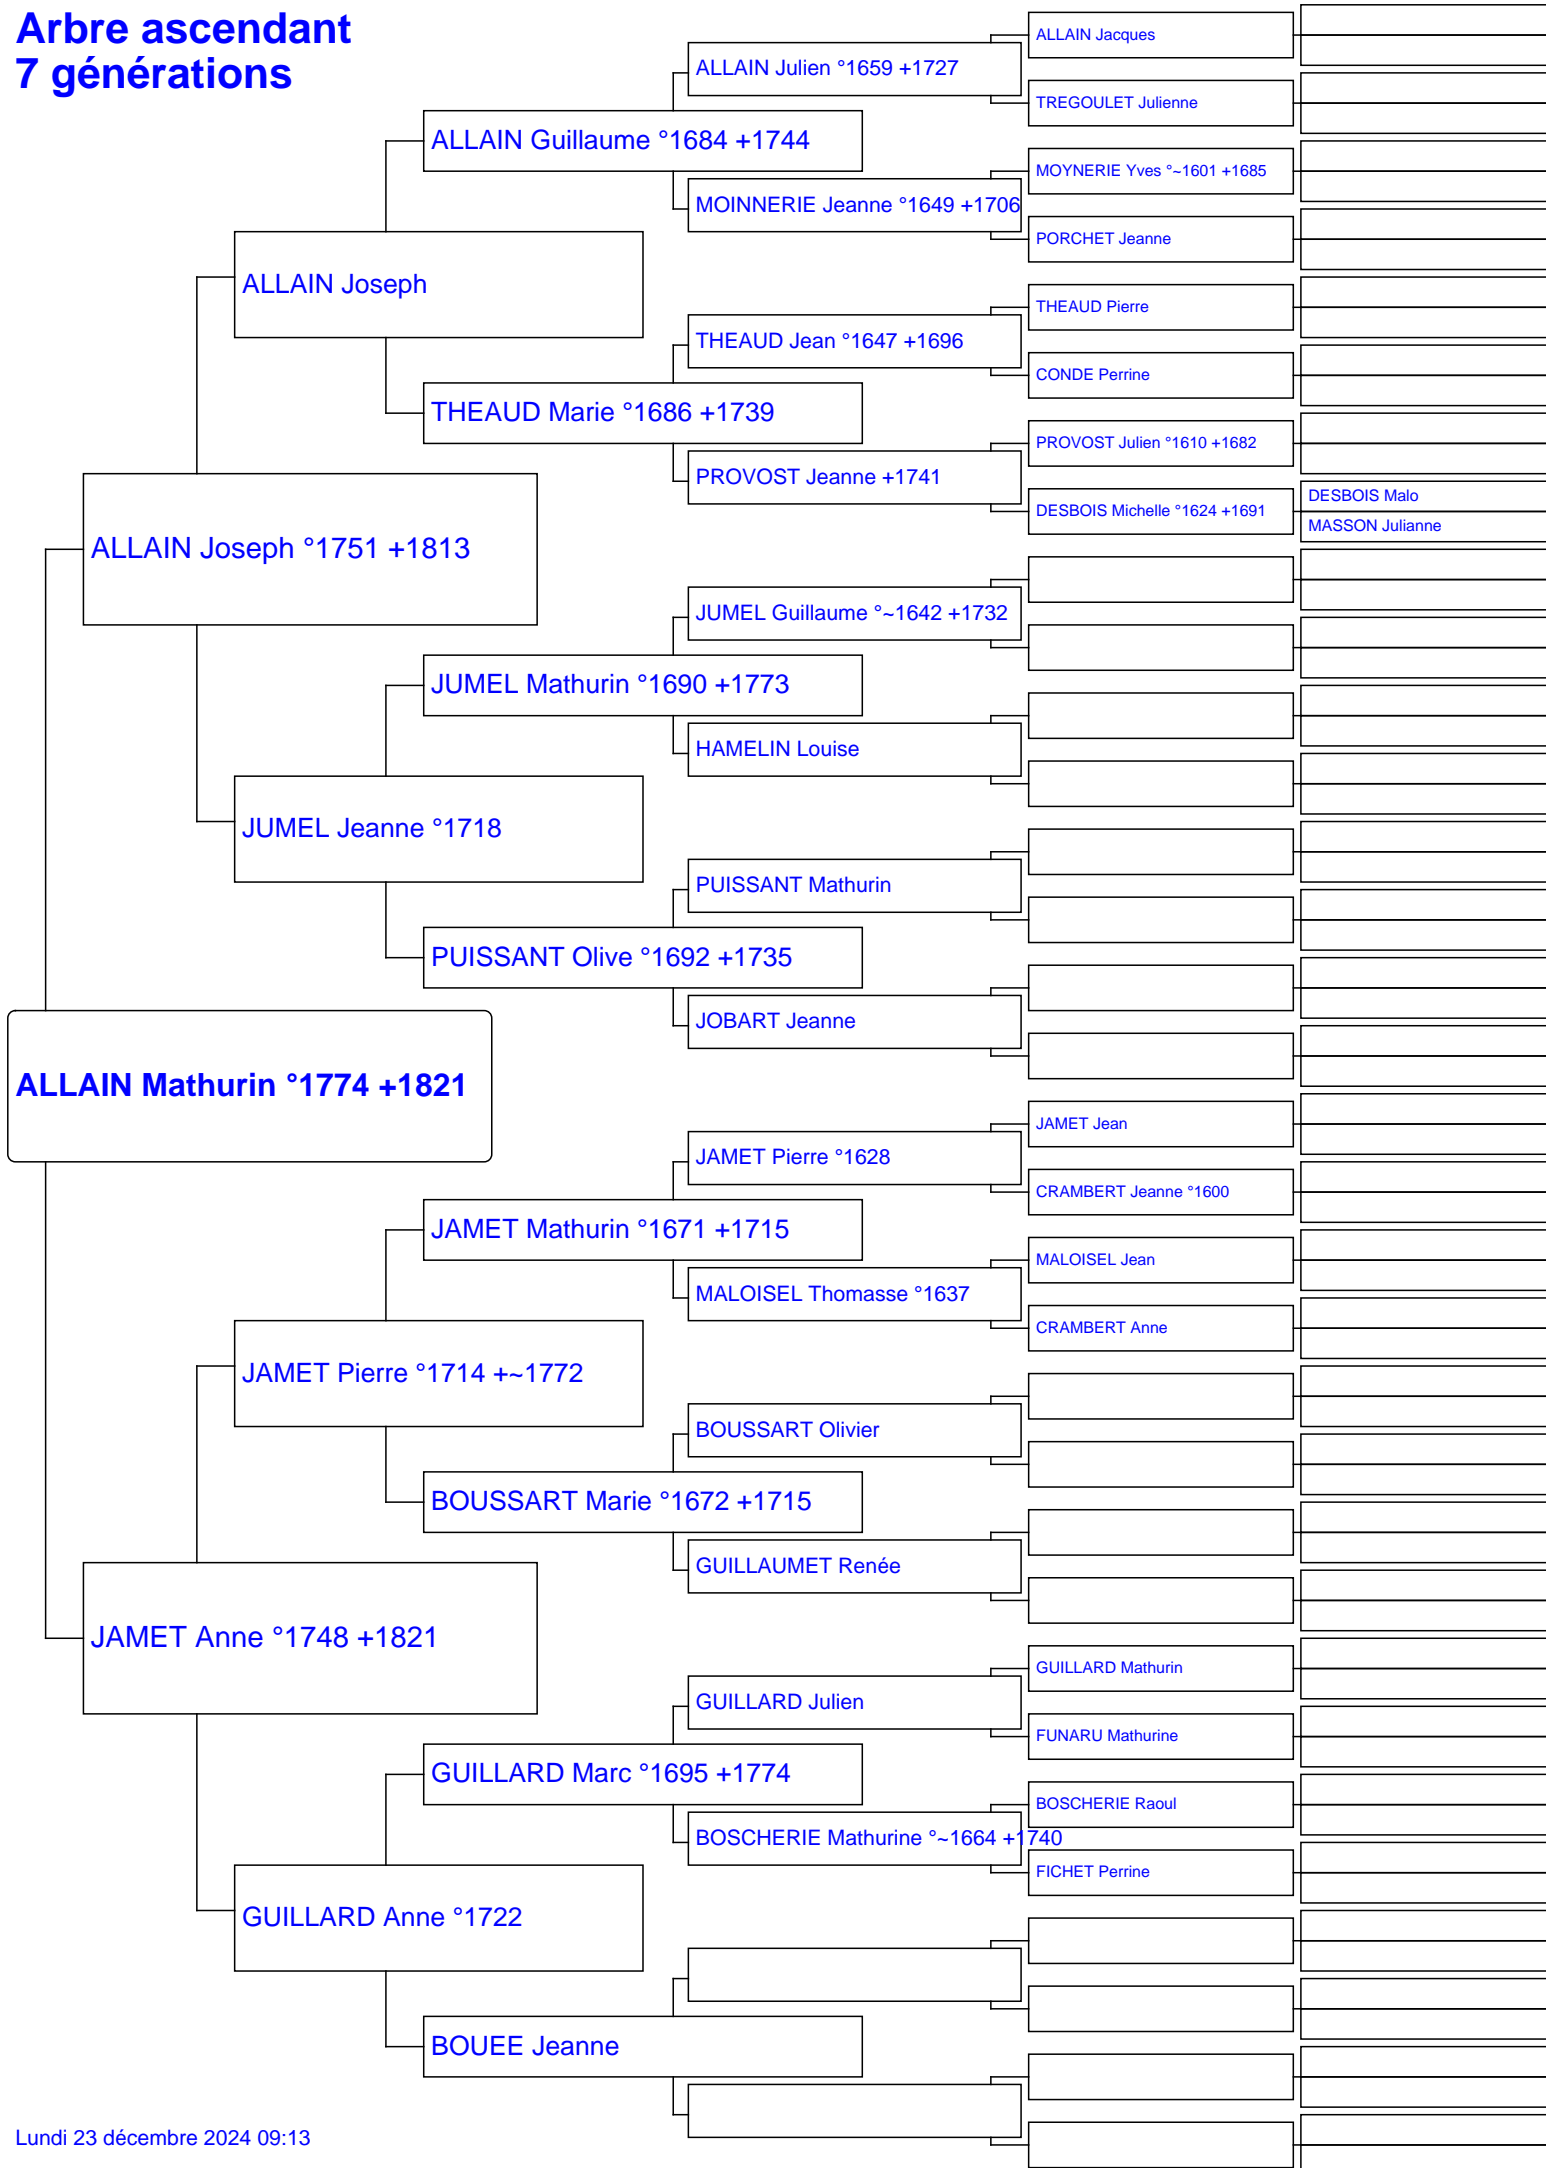 Arbre ascendant
7 générations
ALLAIN Jacques
ALLAIN Julien °1659 +1727
TREGOULET Julienne
ALLAIN Guillaume °1684 +1744
MOYNERIE Yves °~1601 +1685
MOINNERIE Jeanne °1649 +1706
PORCHET Jeanne
ALLAIN Joseph
THEAUD Pierre
THEAUD Jean °1647 +1696
CONDE Perrine
THEAUD Marie °1686 +1739
PROVOST Julien °1610 +1682
PROVOST Jeanne +1741
DESBOIS Malo
DESBOIS Michelle °1624 +1691
MASSON Julianne
ALLAIN Joseph °1751 +1813
JUMEL Guillaume °~1642 +1732
JUMEL Mathurin °1690 +1773
HAMELIN Louise
JUMEL Jeanne °1718
PUISSANT Mathurin
PUISSANT Olive °1692 +1735
JOBART Jeanne
ALLAIN Mathurin °1774 +1821
JAMET Jean
JAMET Pierre °1628
CRAMBERT Jeanne °1600
JAMET Mathurin °1671 +1715
MALOISEL Jean
MALOISEL Thomasse °1637
CRAMBERT Anne
JAMET Pierre °1714 +~1772
BOUSSART Olivier
BOUSSART Marie °1672 +1715
GUILLAUMET Renée
JAMET Anne °1748 +1821
GUILLARD Mathurin
GUILLARD Julien
FUNARU Mathurine
GUILLARD Marc °1695 +1774
BOSCHERIE Raoul
BOSCHERIE Mathurine °~1664 +1740
FICHET Perrine
GUILLARD Anne °1722
BOUEE Jeanne
Lundi 23 décembre 2024 09:13